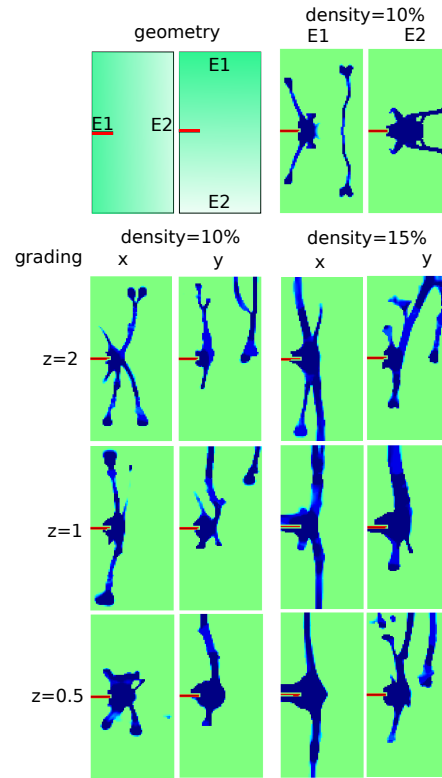 density=10%
geometry E1 E2
E1
E1 E2
E2
density=10% density=15%
grading x y x y
z=2
z=1
z=0.5